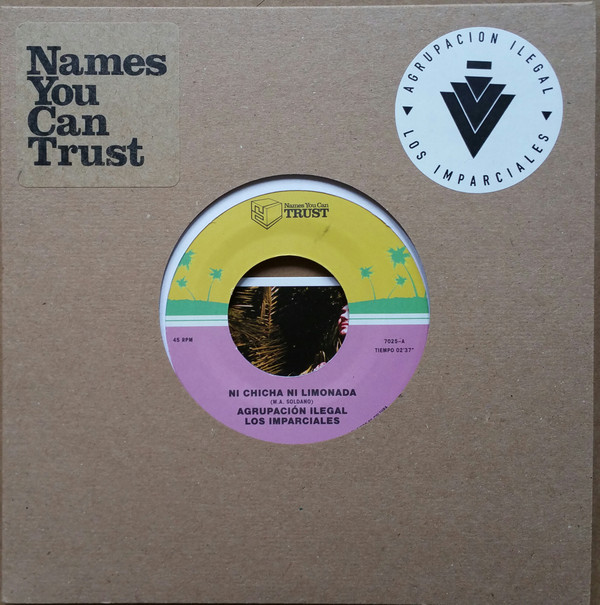 Names
You
Can
Trust
AGRUPACION ILEGAL
LOS IMPARCIALES
Names You Can
TRUST
45 RPM
7025-A
TIEMPO 02'37"
NI CHICHA NI LIMONADA
(M.A. SOLDANO)
AGRUPACIÓN ILEGAL
LOS IMPARCIALES